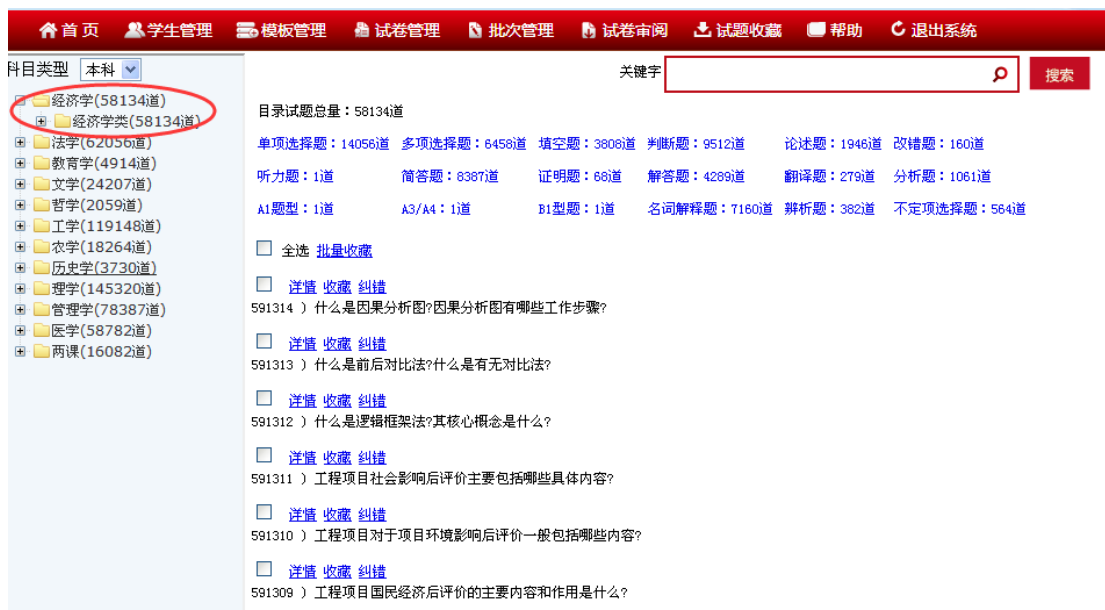 首 页 学生管理 模板管理 试卷管理 批次管理 试卷审阅 试题收藏 帮助 退出系统
科目类型 本科
经济学(58134道)
经济学类(58134道)
法学(62056道)
教育学(4914道)
文学(24207道)
哲学(2059道)
工学(119148道)
农学(18264道)
历史学(3730道)
理学(145320道)
管理学(78387道)
医学(58782道)
两课(16082道)
关键字 搜索
目录试题总量：58134道
单项选择题：14056道 多项选择题：6458道 填空题：3808道 判断题：9512道 论述题：1946道 改错题：160道
听力题：1道 简答题：8387道 证明题：68道 解答题：4289道 翻译题：279道 分析题：1061道
A1题型：1道 A3/A4：1道 B1型题：1道 名词解释题：7160道 辨析题：382道 不定项选择题：564道
全选 批量收藏
详情 收藏 纠错
591314 ) 什么是因果分析图?因果分析图有哪些工作步骤?
详情 收藏 纠错
591313 ) 什么是前后对比法?什么是有无对比法?
详情 收藏 纠错
591312 ) 什么是逻辑框架法?其核心概念是什么?
详情 收藏 纠错
591311 ) 工程项目社会影响后评价主要包括哪些具体内容?
详情 收藏 纠错
591310 ) 工程项目对于项目环境影响后评价一般包括哪些内容?
详情 收藏 纠错
591309 ) 工程项目国民经济后评价的主要内容和作用是什么?